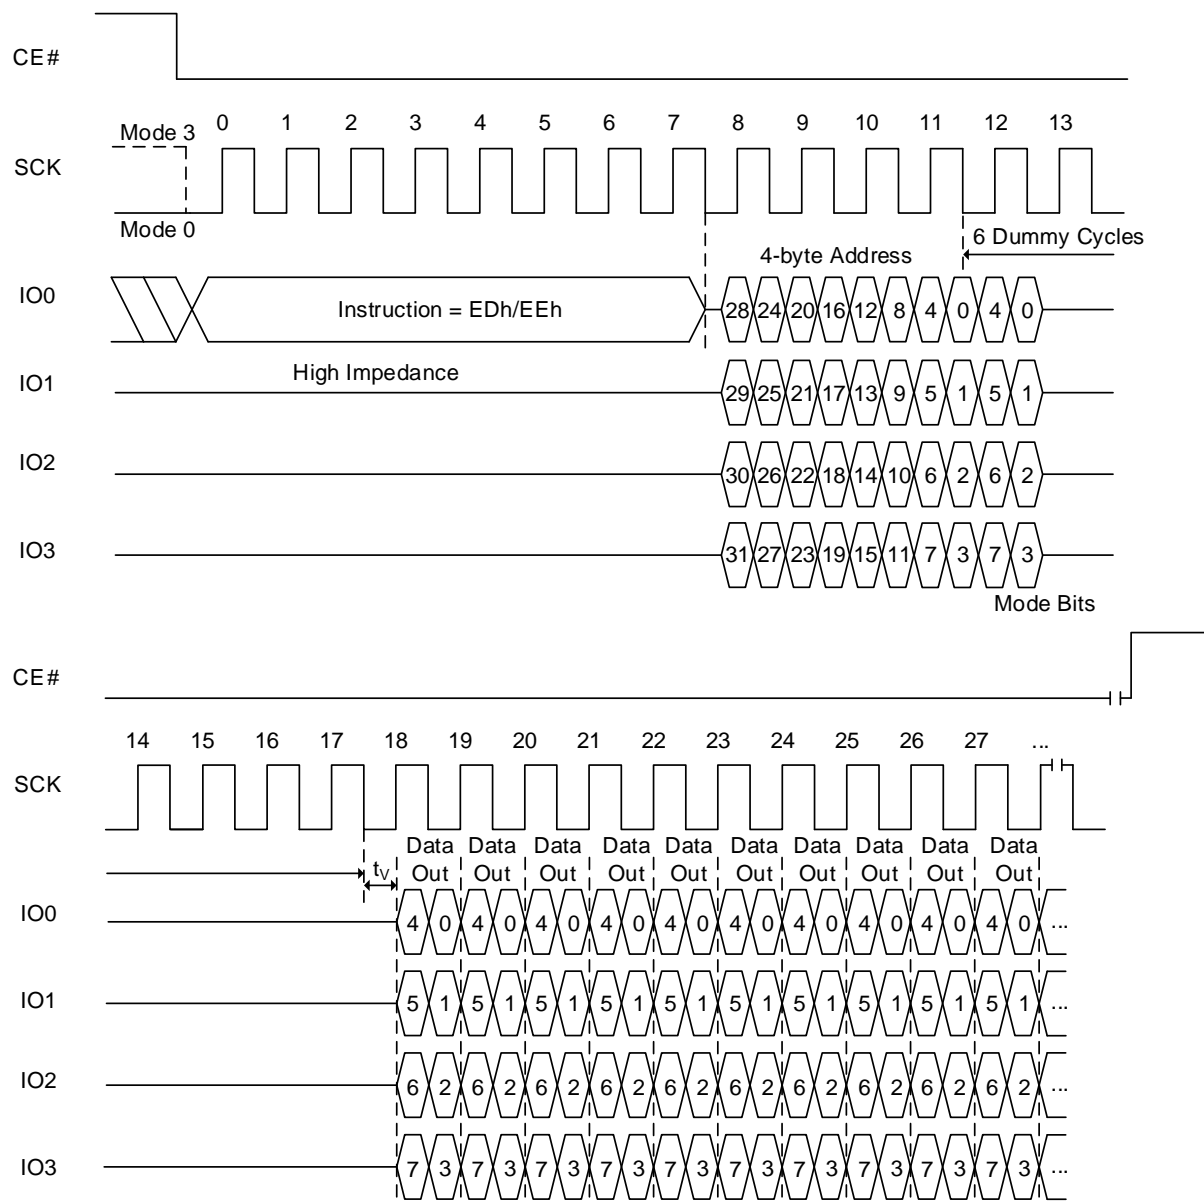 CE#
Mode 3 0 1 2 3 4 5 6 7 8 9 10 11 12 13
SCK
Mode 0
4-byte Address 6 Dummy Cycles
IO0 Instruction = EDh/EEh 28 24 20 16 12 8 4 0 4 0
High Impedance
IO1 29 25 21 17 13 9 5 1 5 1
IO2 30 26 22 18 14 10 6 2 6 2
IO3 31 27 23 19 15 11 7 3 7 3
Mode Bits
CE#
14 15 16 17 18 19 20 21 22 23 24 25 26 27 ...
SCK
Data Data Data Data Data Data Data Data Data Data
tV Out Out Out Out Out Out Out Out Out Out
IO0 4 0 4 0 4 0 4 0 4 0 4 0 4 0 4 0 4 0 4 0 ...
IO1 5 1 5 1 5 1 5 1 5 1 5 1 5 1 5 1 5 1 5 1 ...
IO2 6 2 6 2 6 2 6 2 6 2 6 2 6 2 6 2 6 2 6 2 ...
IO3 7 3 7 3 7 3 7 3 7 3 7 3 7 3 7 3 7 3 7 3 ...